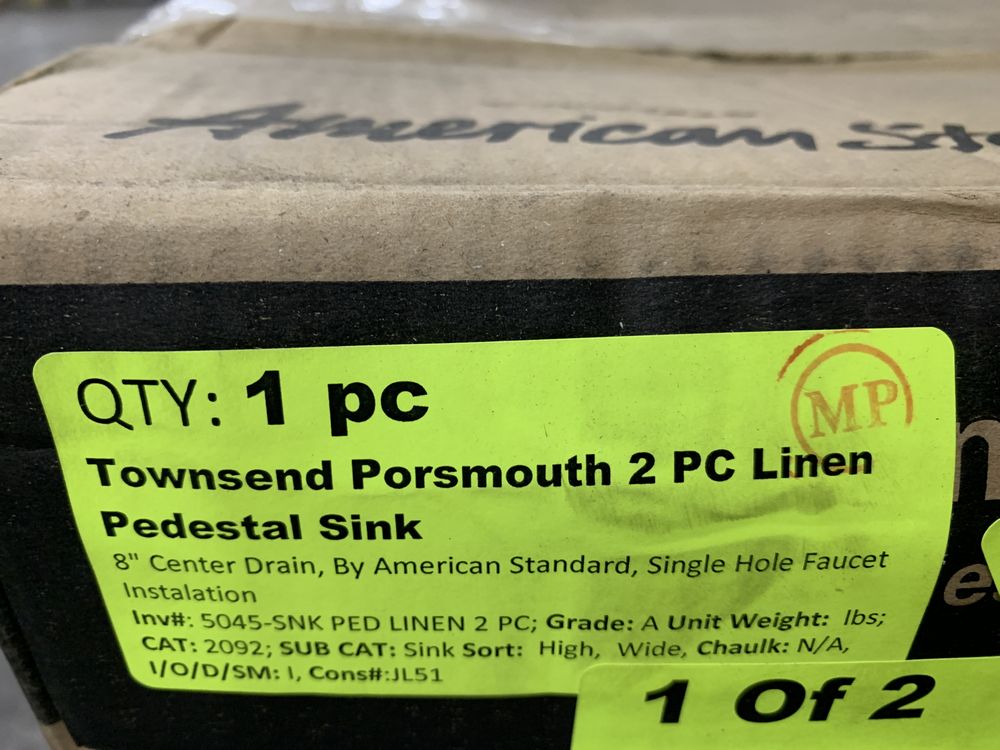 American
QTY: 1 pc
MP
Townsend Porsmouth 2 PC Linen
Pedestal Sink
8" Center Drain, By American Standard, Single Hole Faucet
Instalation
Inv#: 5045-SNK PED LINEN 2 PC; Grade: A Unit Weight: lbs;
CAT: 2092; SUB CAT: Sink Sort: High, Wide, Chaulk: N/A,
I/O/D/SM: I, Cons#:JL51
1 Of 2